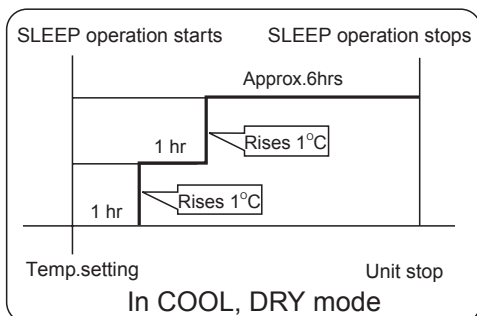 SLEEP operation starts
SLEEP operation stops
Approx.6hrs
1 hr
Rises 1°C
1 hr
Rises 1°C
Temp.setting
Unit stop
In COOL, DRY mode